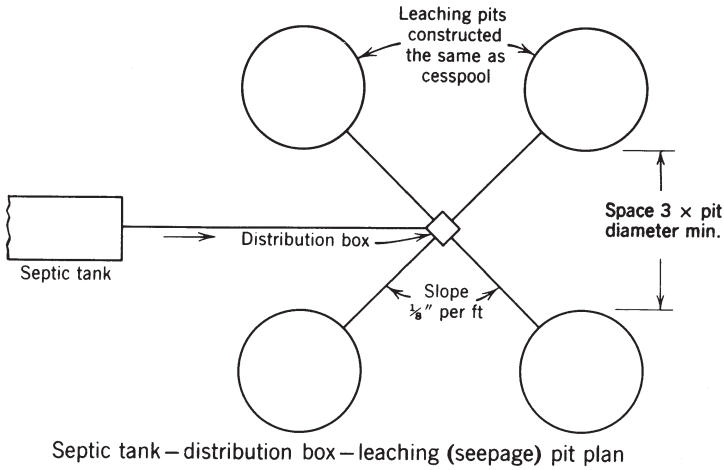 Leaching pits
constructed
the same as
cesspool
Space 3 × pit
diameter min.
Distribution box
Septic tank
Slope
⅛" per ft
Septic tank – distribution box – leaching (seepage) pit plan